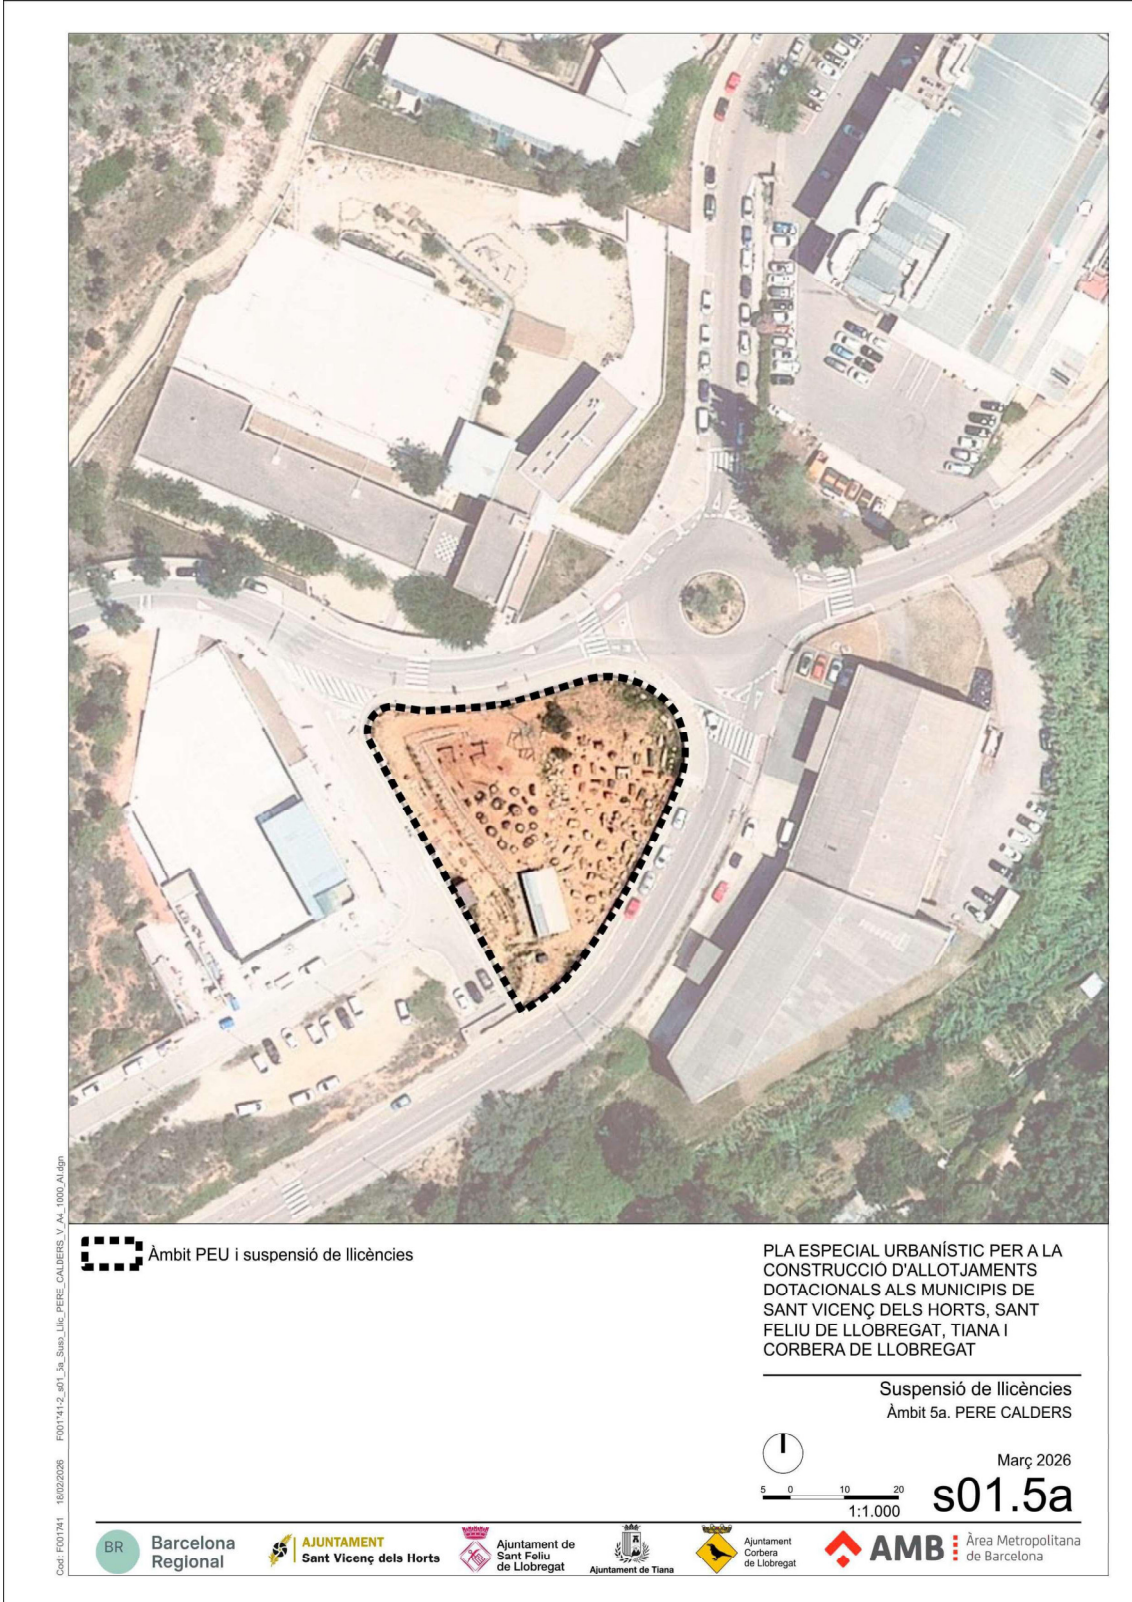 Àmbit PEU i suspensió de llicències
PLA ESPECIAL URBANÍSTIC PER A LA
CONSTRUCCIÓ D'ALLOTJAMENTS
DOTACIONALS ALS MUNICIPIS DE
SANT VICENÇ DELS HORTS, SANT
FELIU DE LLOBREGAT, TIANA I
CORBERA DE LLOBREGAT
Suspensió de llicències
Àmbit 5a. PERE CALDERS
Març 2026
5 0 10 20
1:1.000
s01.5a
Codi: F001741 18/02/2026 F001741-2_s01_5a_Susp_Llic_PERE_CALDERS_V_A4_1000_AI.dgn
BR
Barcelona
Regional
AJUNTAMENT
Sant Vicenç dels Horts
Ajuntament de
Sant Feliu
de Llobregat
Ajuntament de Tiana
Ajuntament
Corbera
de Llobregat
AMB
Àrea Metropolitana
de Barcelona